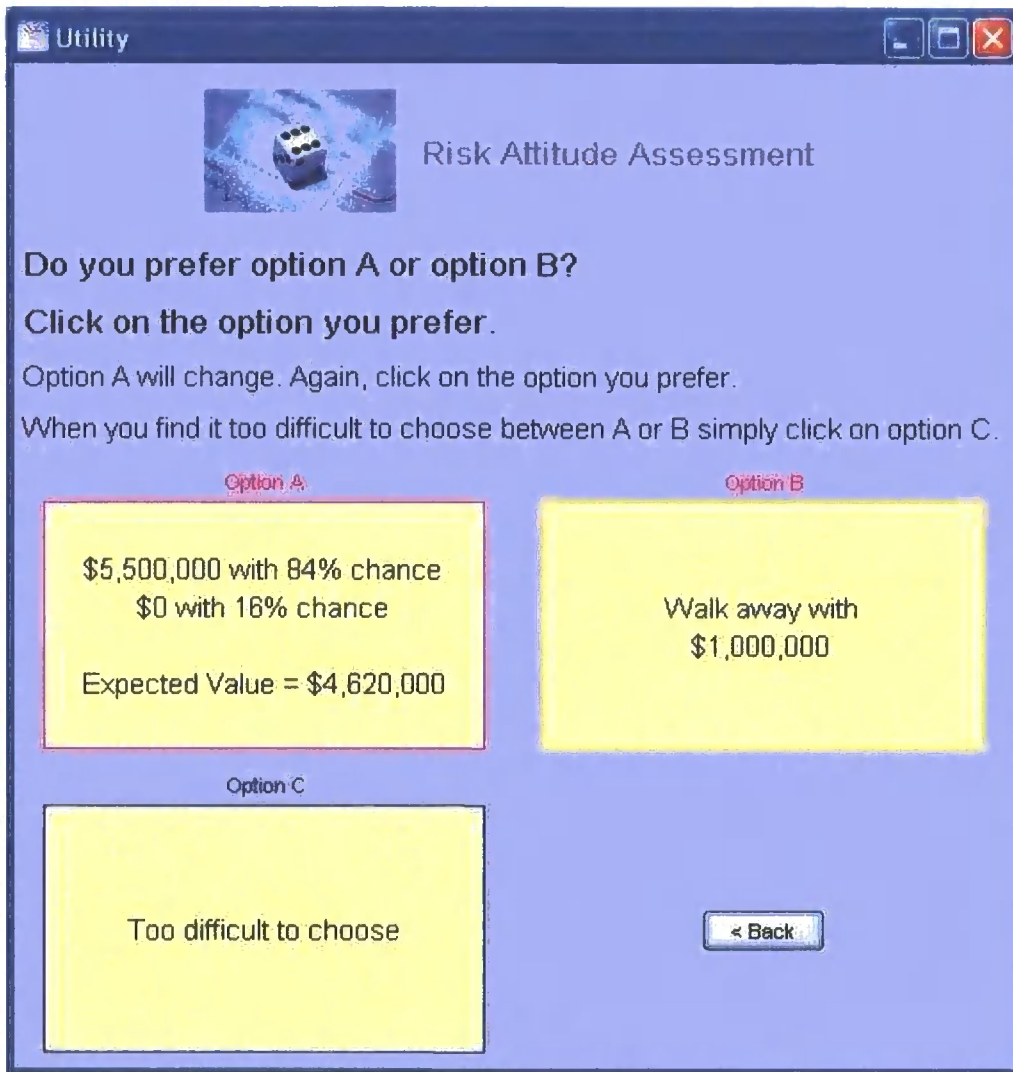 Utility
Risk Attitude Assessment
Do you prefer option A or option B?
Click on the option you prefer.
Option A will change. Again, click on the option you prefer.
When you find it too difficult to choose between A or B simply click on option C.
Option A
$5,500,000 with 84% chance
$0 with 16% chance
Expected Value = $4,620,000
Option B
Walk away with
$1,000,000
Option C
Too difficult to choose
< Back